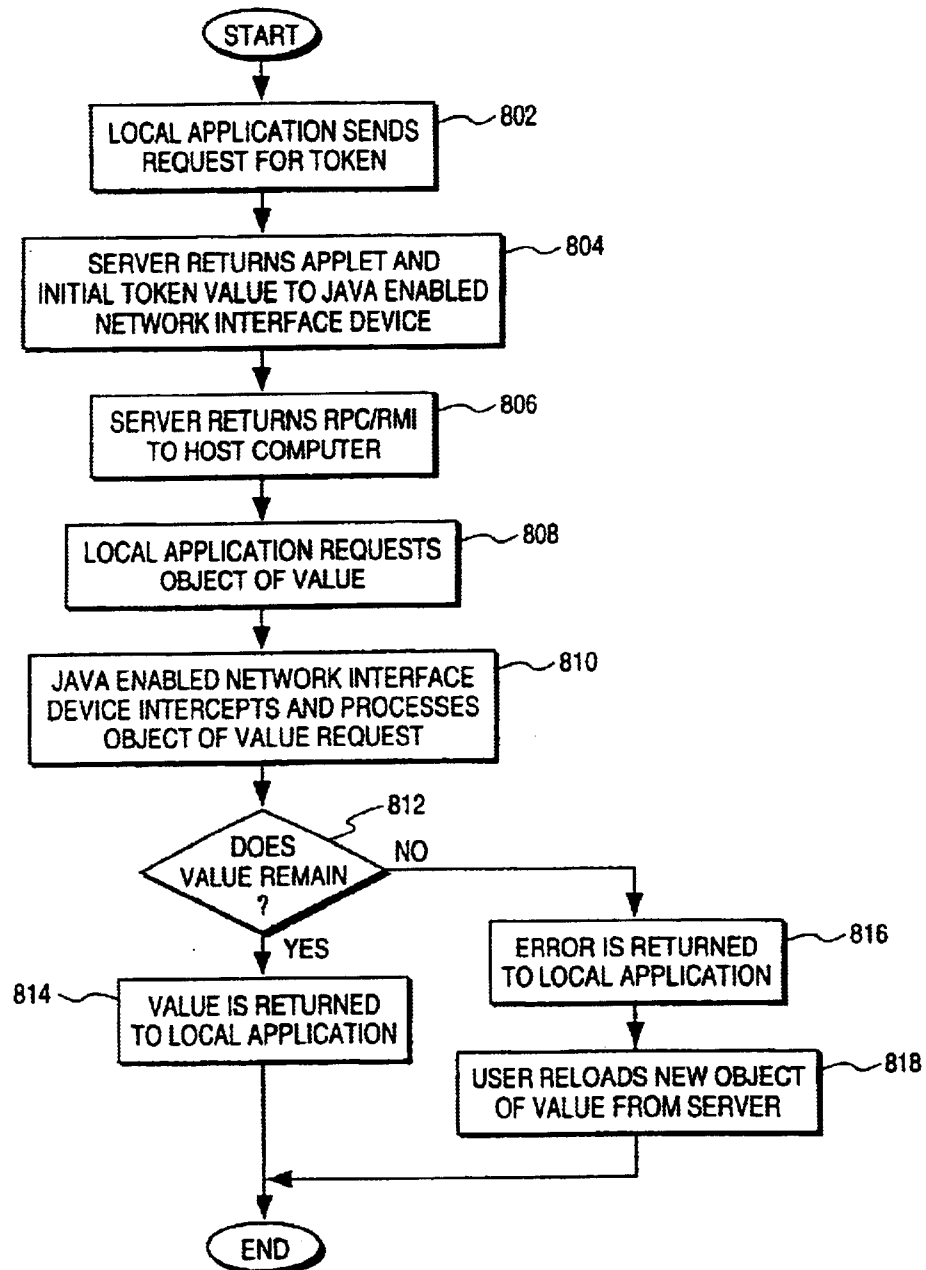 START
802
LOCAL APPLICATION SENDS
REQUEST FOR TOKEN
804
SERVER RETURNS APPLET AND
INITIAL TOKEN VALUE TO JAVA ENABLED
NETWORK INTERFACE DEVICE
806
SERVER RETURNS RPC/RMI
TO HOST COMPUTER
808
LOCAL APPLICATION REQUESTS
OBJECT OF VALUE
810
JAVA ENABLED NETWORK INTERFACE
DEVICE INTERCEPTS AND PROCESSES
OBJECT OF VALUE REQUEST
812
DOES
VALUE REMAIN
?
NO
YES
814
VALUE IS RETURNED
TO LOCAL APPLICATION
816
ERROR IS RETURNED
TO LOCAL APPLICATION
818
USER RELOADS NEW OBJECT
OF VALUE FROM SERVER
END